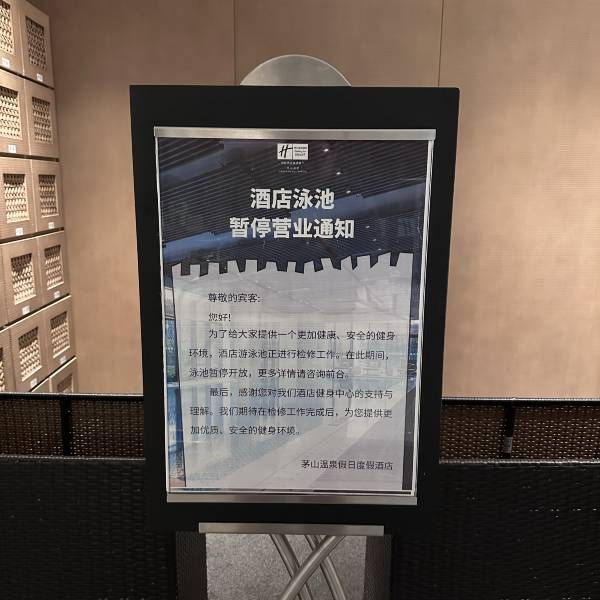 酒店泳池
暂停营业通知
尊敬的宾客:
您好!
为了给大家提供一个更加健康、安全的健身
环境，酒店游泳池正进行检修工作。在此期间，
泳池暂停开放，更多详情请咨询前台。
最后，感谢您对我们酒店健身中心的支持与
理解。我们期待在检修工作完成后，为您提供更
加优质、安全的健身环境。
茅山温泉假日度假酒店